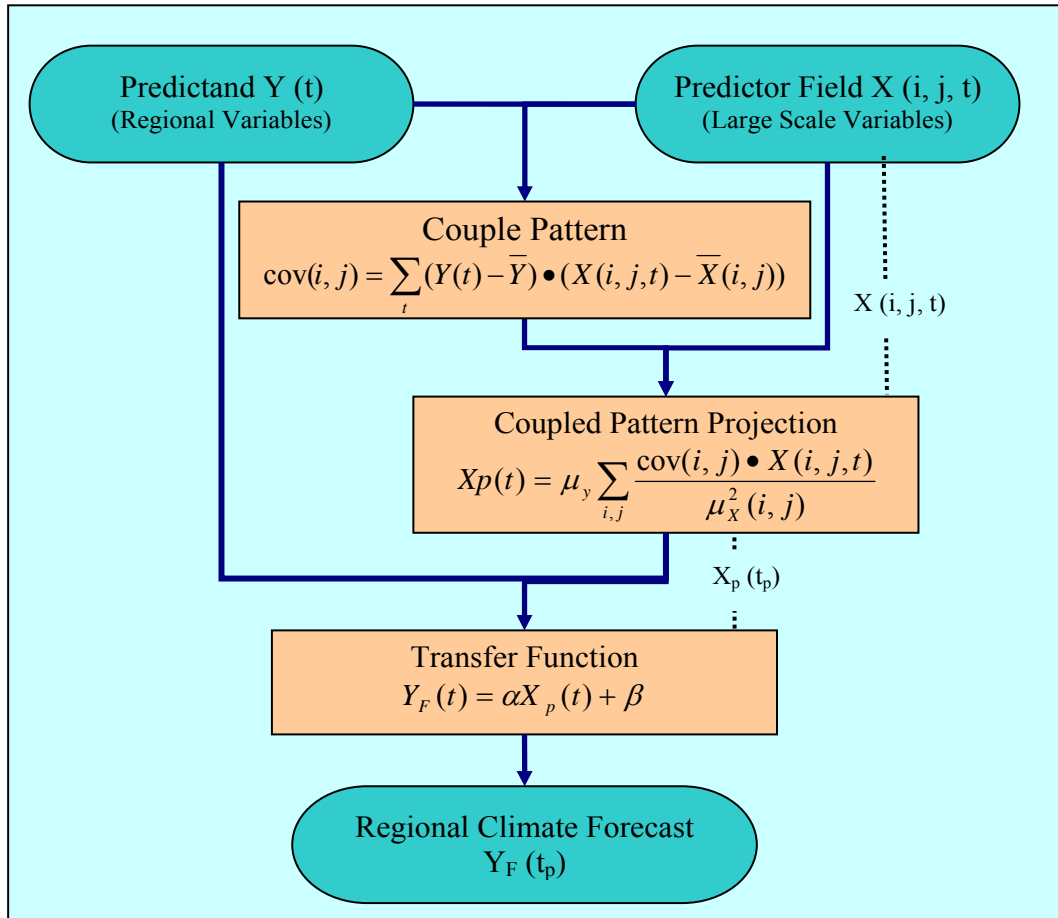 Predictand Y (t)
(Regional Variables)
Predictor Field X (i, j, t)
(Large Scale Variables)
Couple Pattern
cov(i, j) = ∑_t (Y(t) − Y̅) • (X(i, j, t) − X̅(i, j))
X (i, j, t)
Coupled Pattern Projection
Xp(t) = μ_y ∑_{i,j} cov(i, j) • X(i, j, t) / μ_X^2 (i, j)
X_p (t_p)
Transfer Function
Y_F (t) = αX_p (t) + β
Regional Climate Forecast
Y_F (t_p)